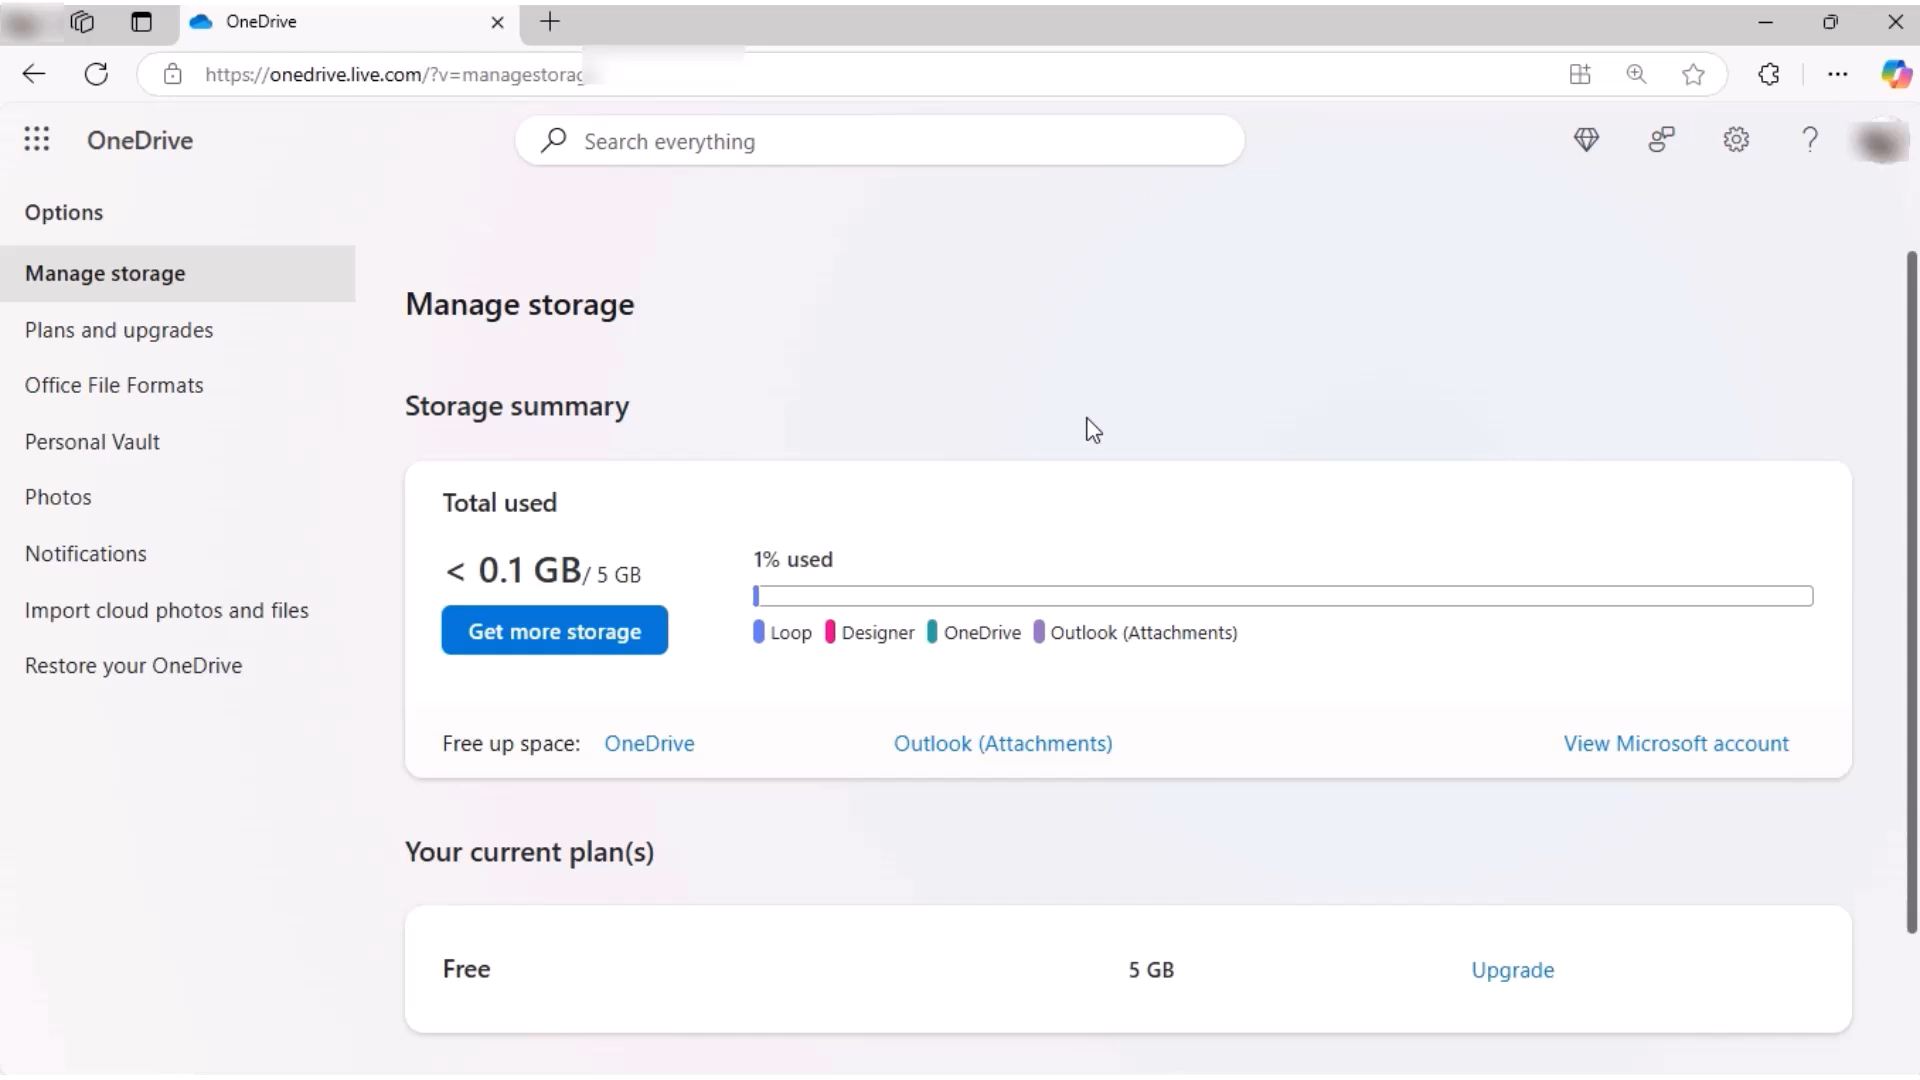 OneDrive
https://onedrive.live.com/?v=managestorag
OneDrive
Search everything
Options
Manage storage
Plans and upgrades
Office File Formats
Personal Vault
Photos
Notifications
Import cloud photos and files
Restore your OneDrive
Manage storage
Storage summary
Total used
< 0.1 GB/ 5 GB
1% used
Get more storage
Loop Designer OneDrive Outlook (Attachments)
Free up space: OneDrive Outlook (Attachments) View Microsoft account
Your current plan(s)
Free 5 GB Upgrade